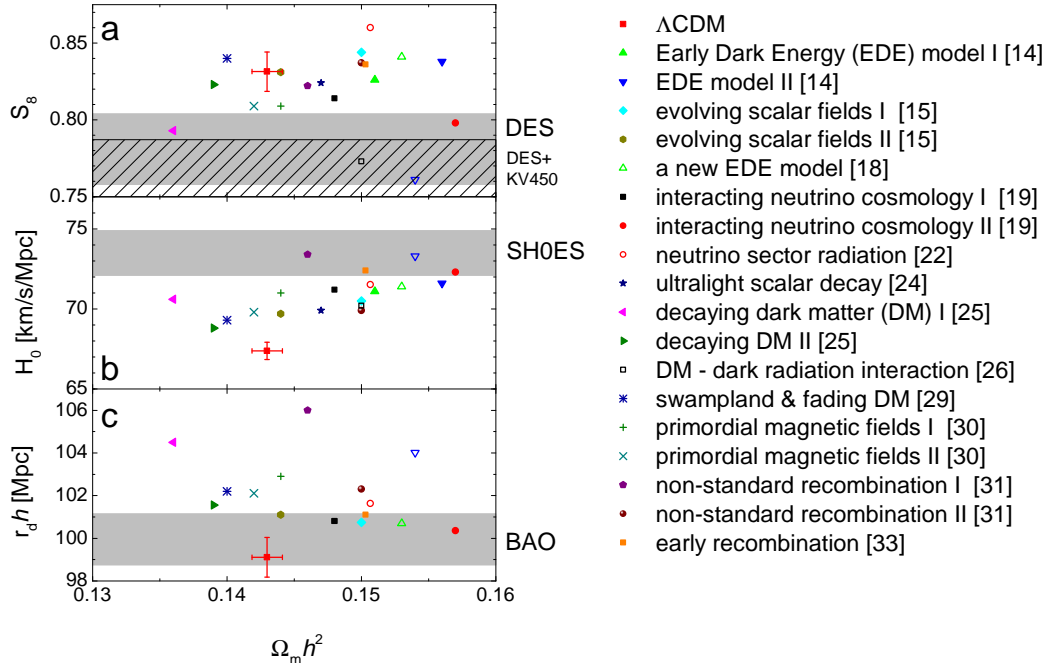 a
0.85
0.80
0.75
S8
DES
DES+
KV450
75
70
65
H0 [km/s/Mpc]
b
SH0ES
c
106
104
102
100
98
rdh [Mpc]
BAO
0.13
0.14
0.15
0.16
Ωmh2
ΛCDM
Early Dark Energy (EDE) model I [14]
EDE model II [14]
evolving scalar fields I [15]
evolving scalar fields II [15]
a new EDE model [18]
interacting neutrino cosmology I [19]
interacting neutrino cosmology II [19]
neutrino sector radiation [22]
ultralight scalar decay [24]
decaying dark matter (DM) I [25]
decaying DM II [25]
DM - dark radiation interaction [26]
swampland & fading DM [29]
primordial magnetic fields I [30]
primordial magnetic fields II [30]
non-standard recombination I [31]
non-standard recombination II [31]
early recombination [33]